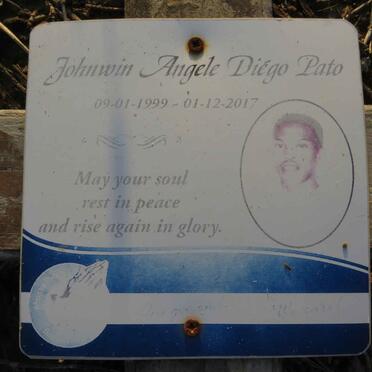 Johnwin Angele Diégo Pato
09-01-1999 - 01-12-2017
May your soul
rest in peace
and rise again in glory.